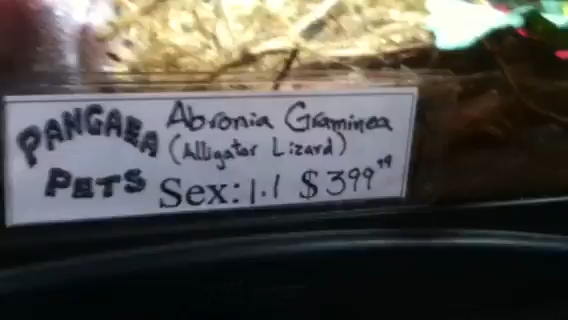 PANGAEA PETS
Abronia Graminea
(Alligator Lizard)
Sex: 1.1 $399.99